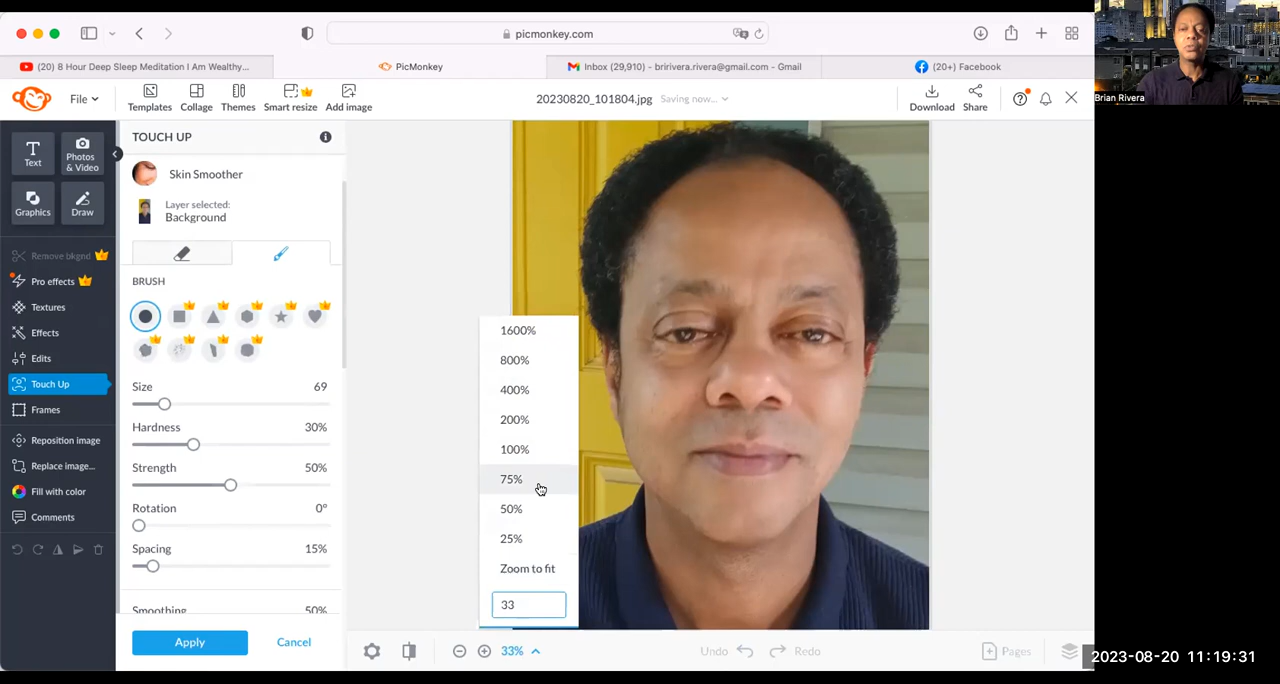 picmonkey.com
(20) 8 Hour Deep Sleep Meditation I Am Wealthy...
PicMonkey
Inbox (29,910) - bririvera.rivera@gmail.com - Gmail
(20+) Facebook
Brian Rivera
File
Templates
Collage
Themes
Smart resize
Add image
20230820_101804.jpg
Saving now...
Download
Share
Text
Photos
& Video
Graphics
Draw
Remove bkgnd
Pro effects
Textures
Effects
Edits
Touch Up
Frames
Reposition image
Replace image...
Fill with color
Comments
TOUCH UP
Skin Smoother
Layer selected:
Background
BRUSH
Size 69
Hardness 30%
Strength 50%
Rotation 0°
Spacing 15%
Smoothing 50%
Apply
Cancel
1600%
800%
400%
200%
100%
75%
50%
25%
Zoom to fit
33
33%
Undo
Redo
Pages
2023-08-20 11:19:31